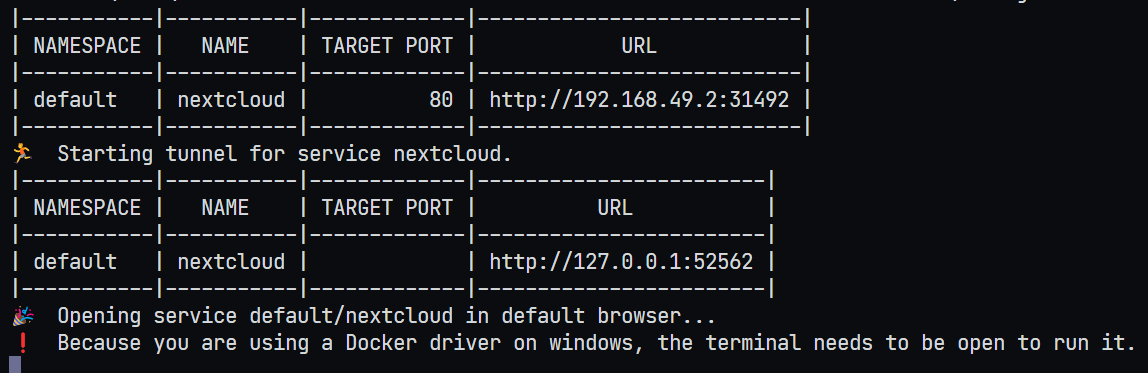 |-----------|-----------|-------------|---------------------------|
| NAMESPACE |   NAME    | TARGET PORT |            URL            |
|-----------|-----------|-------------|---------------------------|
| default   | nextcloud |          80 | http://192.168.49.2:31492 |
|-----------|-----------|-------------|---------------------------|
🏃  Starting tunnel for service nextcloud.
|-----------|-----------|-------------|------------------------|
| NAMESPACE |   NAME    | TARGET PORT |          URL           |
|-----------|-----------|-------------|------------------------|
| default   | nextcloud |             | http://127.0.0.1:52562 |
|-----------|-----------|-------------|------------------------|
🎉  Opening service default/nextcloud in default browser...
❗  Because you are using a Docker driver on windows, the terminal needs to be open to run it.